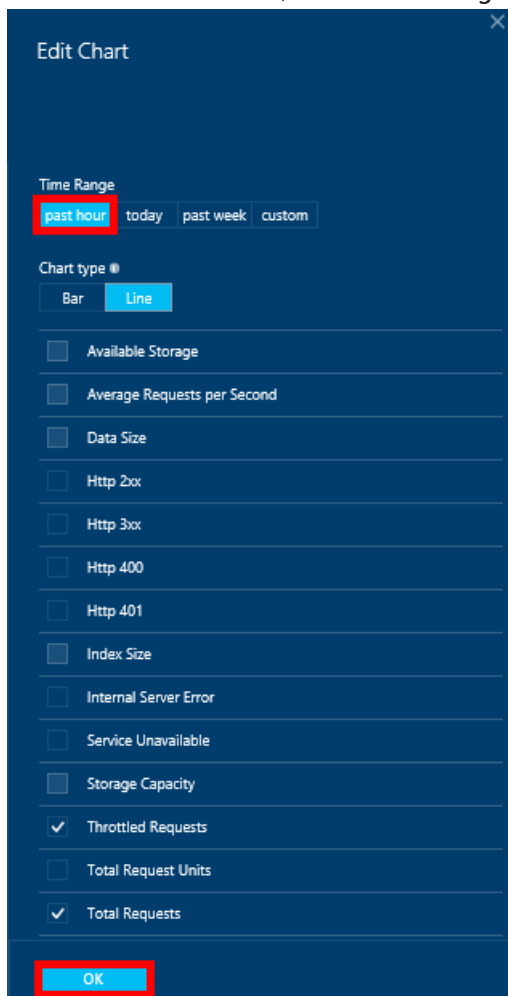 Edit Chart
Time Range
past hour today past week custom
Chart type
Bar Line
Available Storage
Average Requests per Second
Data Size
Http 2xx
Http 3xx
Http 400
Http 401
Index Size
Internal Server Error
Service Unavailable
Storage Capacity
Throttled Requests
Total Request Units
Total Requests
OK